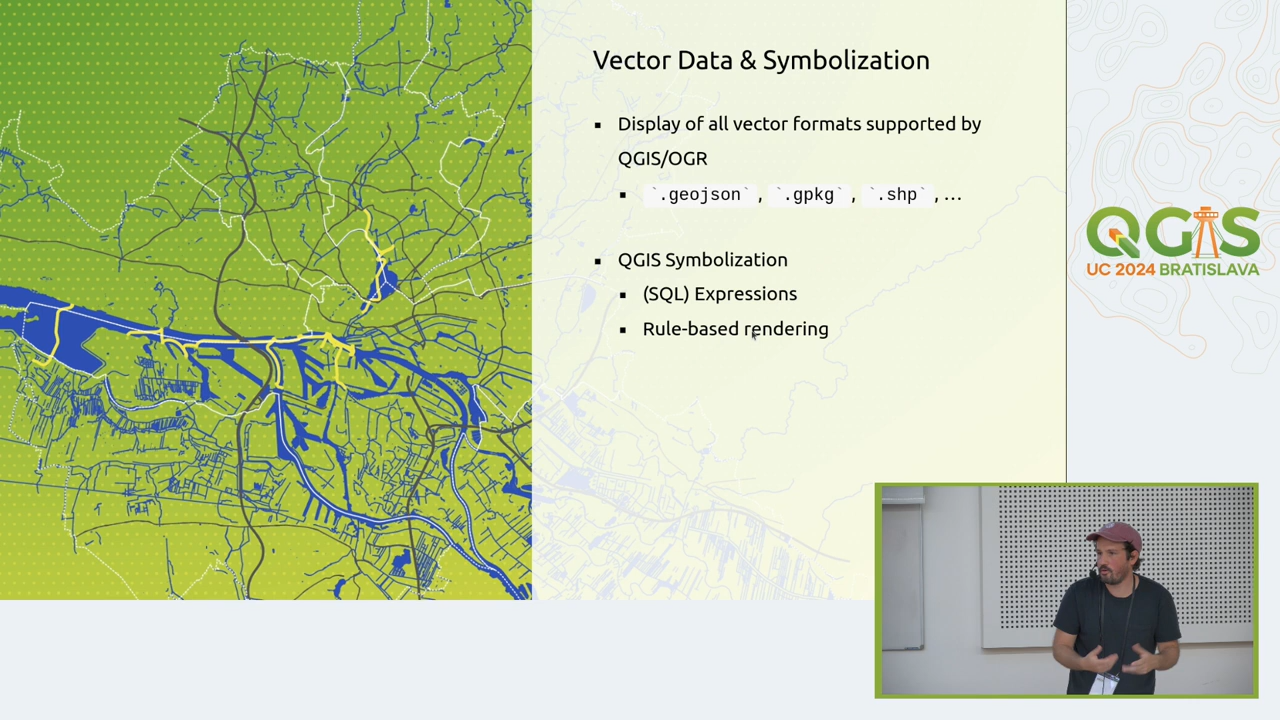 Vector Data & Symbolization
▪ Display of all vector formats supported by
QGIS/OGR
▪ `.geojson`, `.gpkg`, `.shp`, ...
▪ QGIS Symbolization
▪ (SQL) Expressions
▪ Rule-based rendering
QGIS
UC 2024 BRATISLAVA